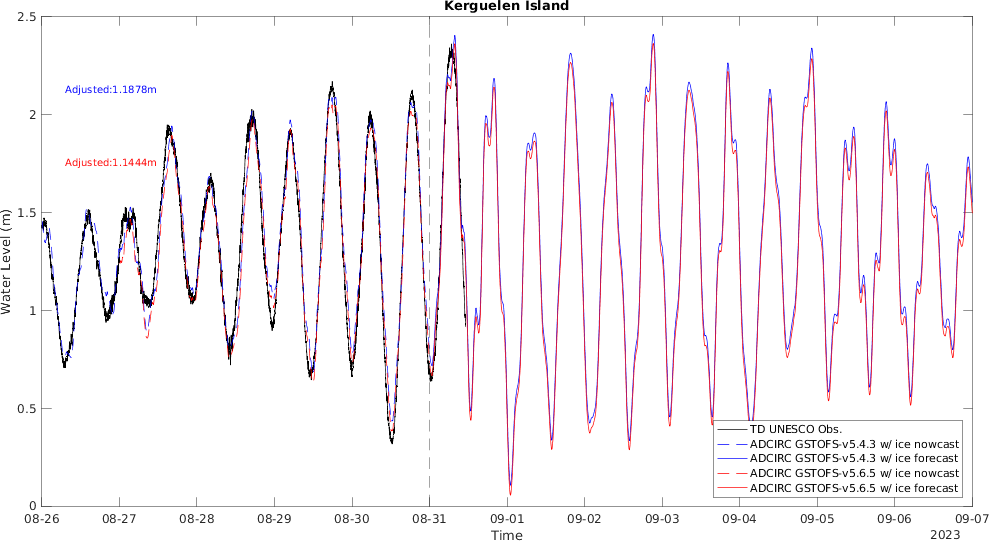 Kerguelen Island
2.5
2
1.5
1
0.5
0
Water Level (m)
Adjusted:1.1878m
Adjusted:1.1444m
TD UNESCO Obs.
ADCIRC GSTOFS-v5.4.3 w/ ice nowcast
ADCIRC GSTOFS-v5.4.3 w/ ice forecast
ADCIRC GSTOFS-v5.6.5 w/ ice nowcast
ADCIRC GSTOFS-v5.6.5 w/ ice forecast
08-26 08-27 08-28 08-29 08-30 08-31 09-01 09-02 09-03 09-04 09-05 09-06 09-07
Time
2023